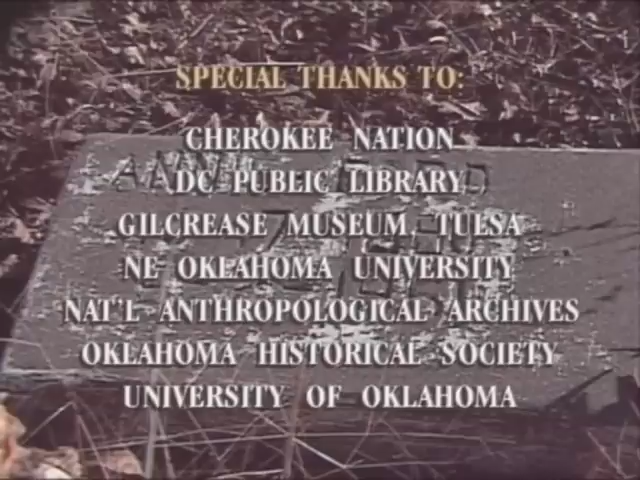 SPECIAL THANKS TO:
CHEROKEE NATION
DC PUBLIC LIBRARY
GILCREASE MUSEUM, TULSA
NE OKLAHOMA UNIVERSITY
NAT'L ANTHROPOLOGICAL ARCHIVES
OKLAHOMA HISTORICAL SOCIETY
UNIVERSITY OF OKLAHOMA